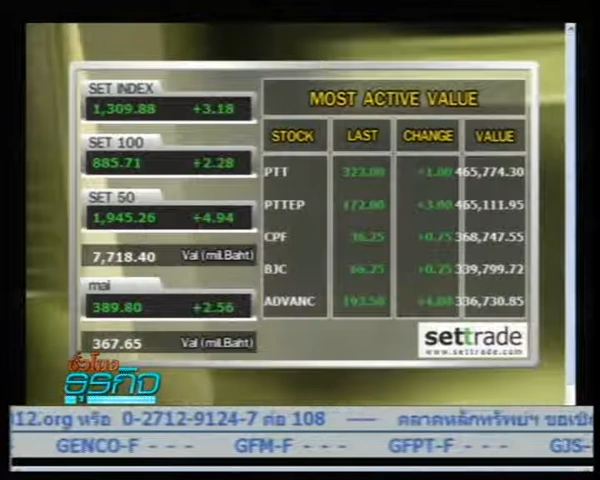 SET INDEX
1,309.88 +3.18
SET 100
885.71 +2.28
SET 50
1,945.26 +4.94
7,718.40 Val (mil.Baht)
mai
389.80 +2.56
367.65 Val (mil.Baht)
MOST ACTIVE VALUE
STOCK LAST CHANGE VALUE
PTT 323.00 +1.00 465,774.30
PTTEP 172.00 +3.00 465,111.95
CPF 36.25 +0.75 368,747.55
BJC 66.75 +0.25 339,799.72
ADVANC 193.50 +4.00 336,730.85
settrade
www.settrade.com
ชั่วโมง
ธุรกิจ
12.org หรือ 0-2712-9124-7 ต่อ 108 ---- ตลาดหลักทรัพย์ฯ ขอเชิ
GENCO-F - - - GFM-F - - - GFPT-F - - - GJS-